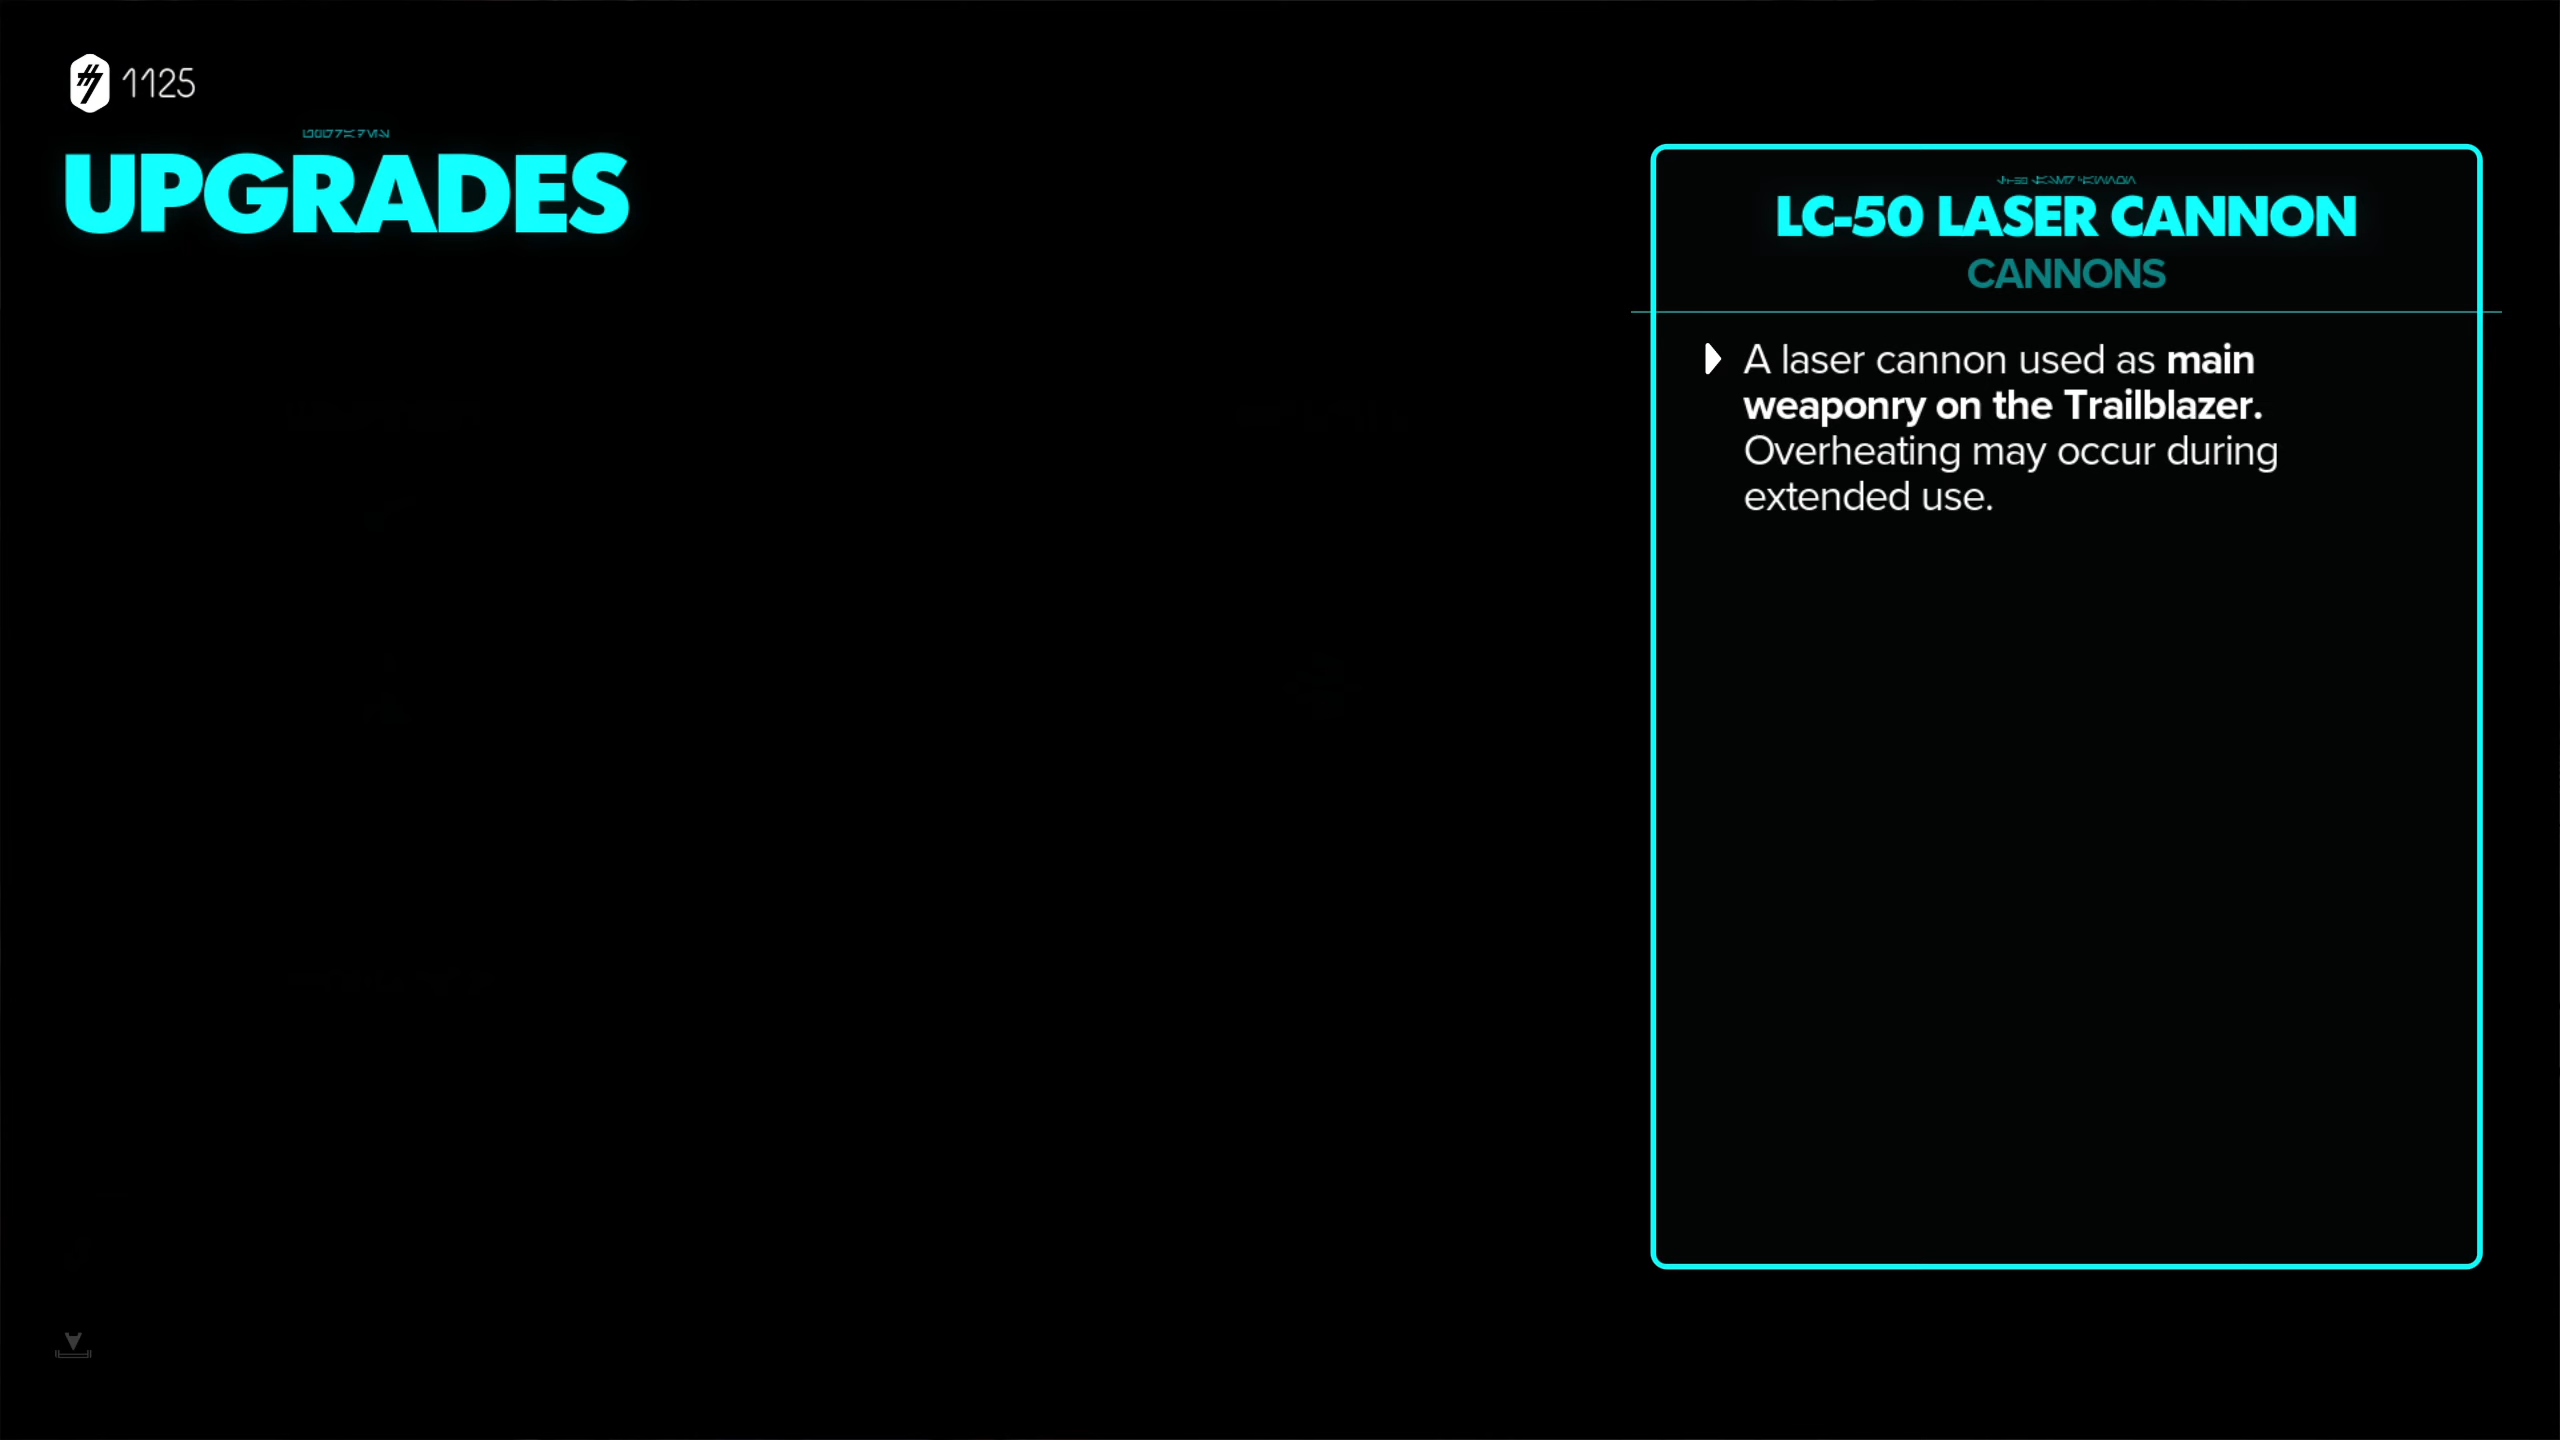 1125
UPGRADES
LC-50 LASER CANNON
CANNONS
A laser cannon used as main
weaponry on the Trailblazer.
Overheating may occur during
extended use.